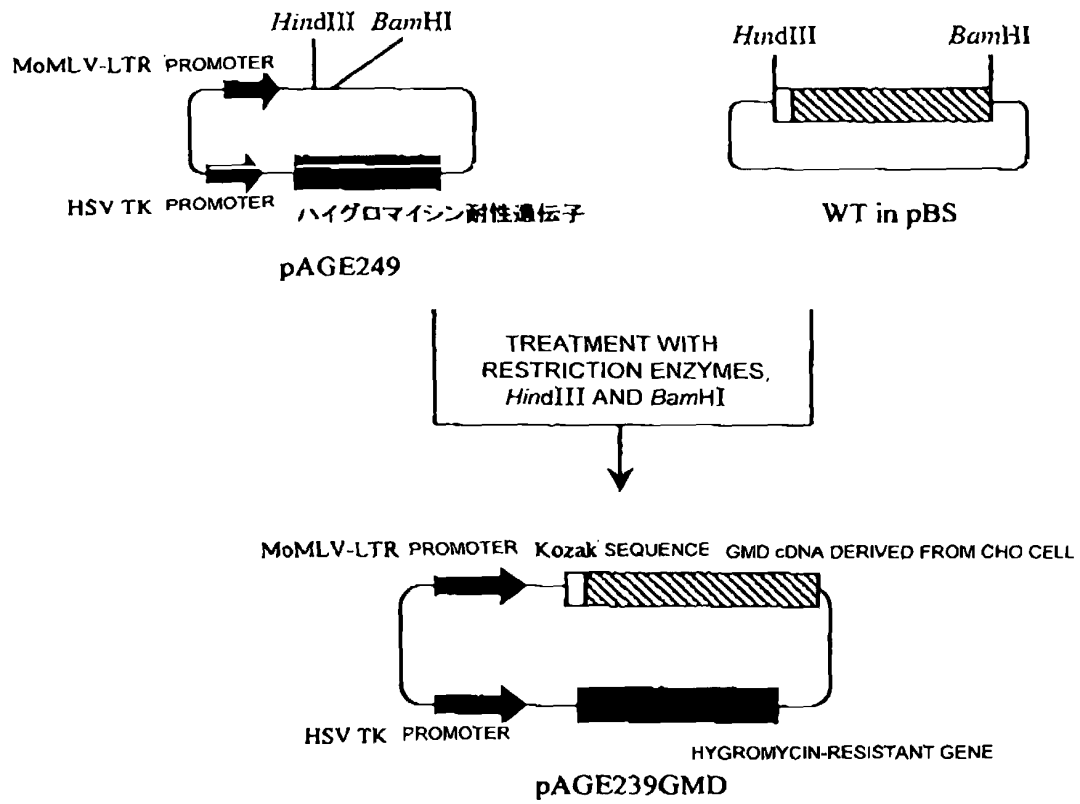 HindIII BamHI
MoMLV-LTR PROMOTER
HSV TK PROMOTER
ハイグロマイシン耐性遺伝子
pAGE249
HindIII BamHI
WT in pBS
TREATMENT WITH
RESTRICTION ENZYMES,
HindIII AND BamHI
MoMLV-LTR PROMOTER Kozak SEQUENCE GMD cDNA DERIVED FROM CHO CELL
HSV TK PROMOTER
HYGROMYCIN-RESISTANT GENE
pAGE239GMD